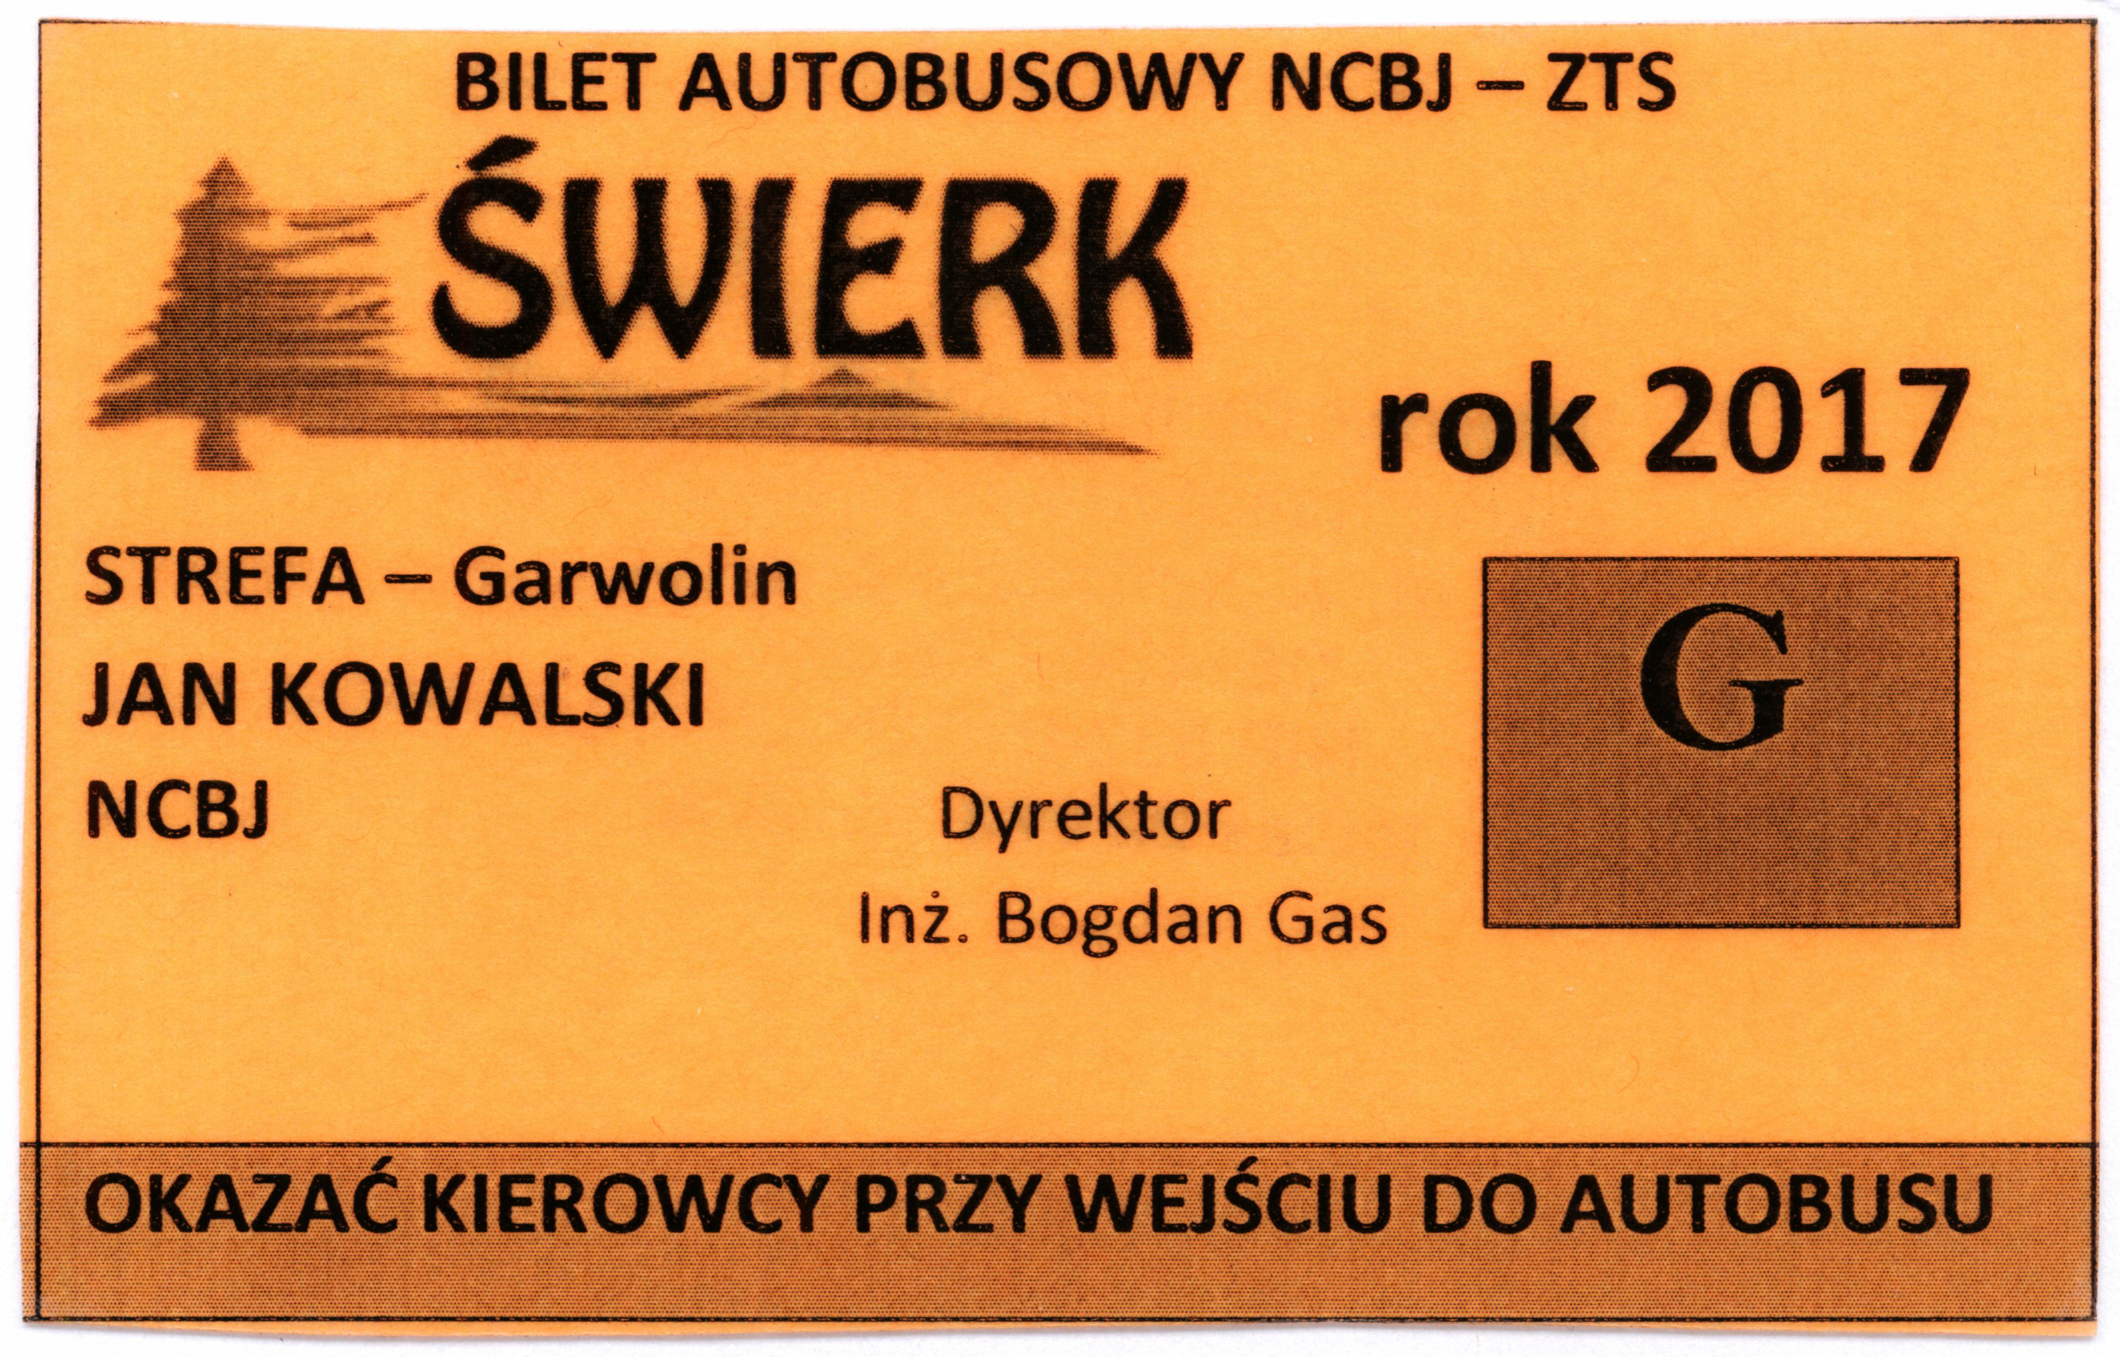 BILET AUTOBUSOWY NCBJ – ZTS
ŚWIERK
rok 2017
STREFA – Garwolin
JAN KOWALSKI
NCBJ
G
Dyrektor
Inż. Bogdan Gas
OKAZAĆ KIEROWCY PRZY WEJŚCIU DO AUTOBUSU